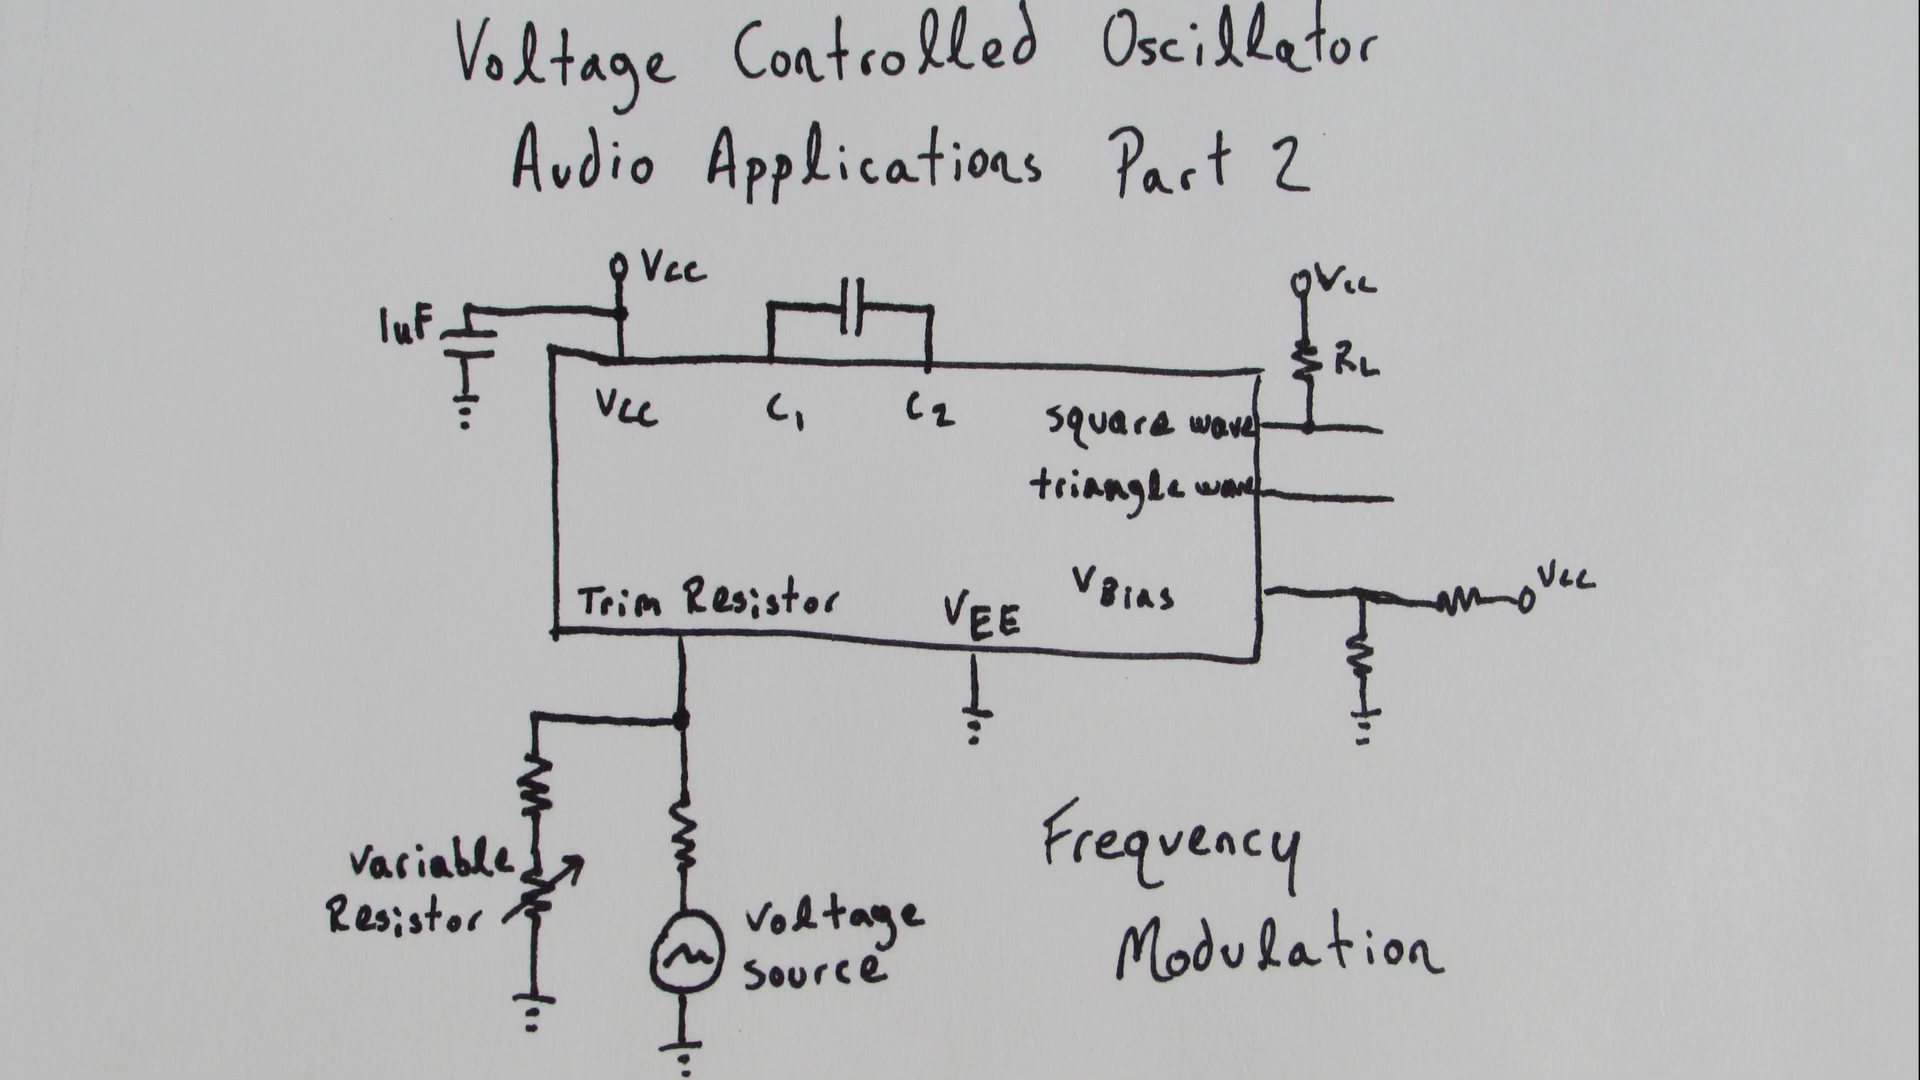 Voltage Controlled Oscillator
Audio Applications Part 2
Vcc
Vcc
1uF
RL
Vcc
C1
C2
square wave
triangle wave
Vcc
VBias
Trim Resistor
VEE
Frequency
variable
Resistor
voltage
source
Modulation